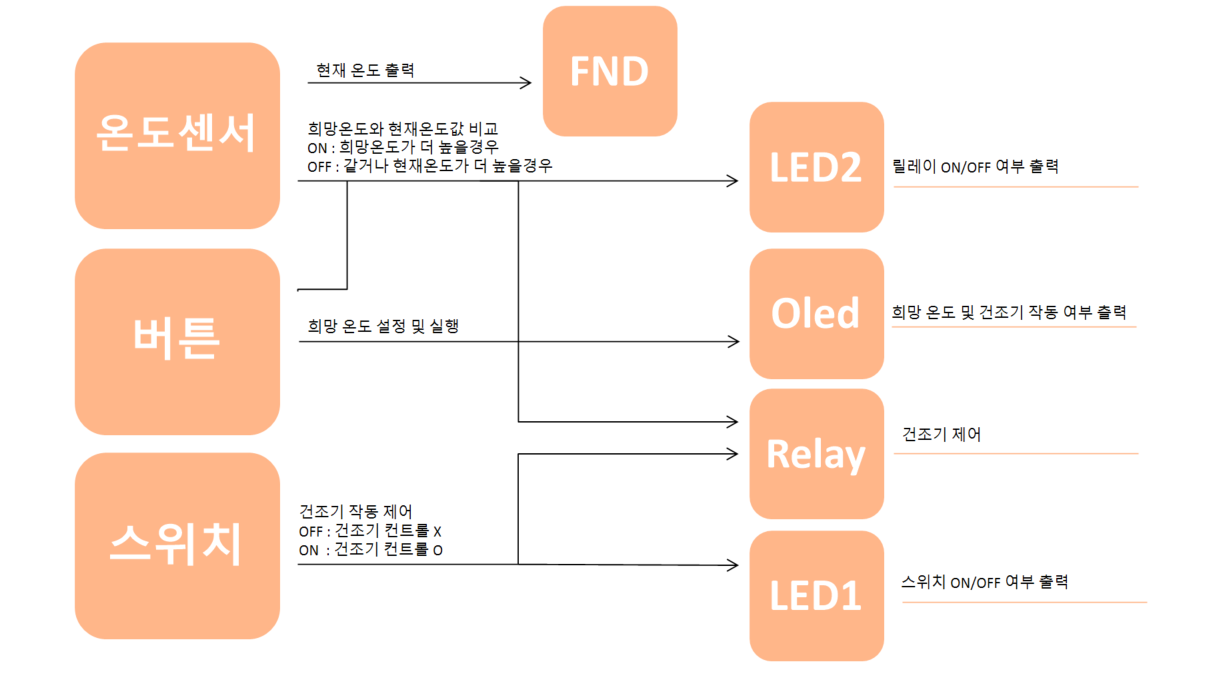 온도센서
현재 온도 출력
FND
희망온도와 현재온도값 비교
ON : 희망온도가 더 높을경우
OFF : 같거나 현재온도가 더 높을경우
LED2
릴레이 ON/OFF 여부 출력
버튼
희망 온도 설정 및 실행
Oled
희망 온도 및 건조기 작동 여부 출력
Relay
건조기 제어
스위치
건조기 작동 제어
OFF : 건조기 컨트롤 X
ON : 건조기 컨트롤 O
LED1
스위치 ON/OFF 여부 출력